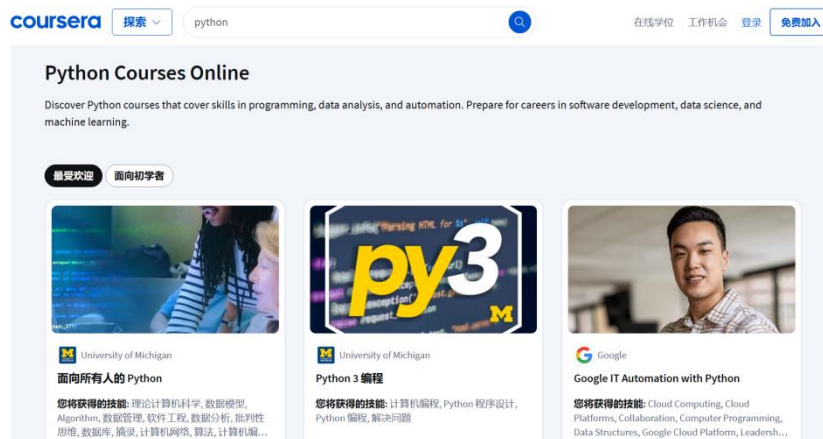 coursera 探索 python 在线学位 工作机会 登录 免费加入
Python Courses Online
Discover Python courses that cover skills in programming, data analysis, and automation. Prepare for careers in software development, data science, and
machine learning.
最受欢迎 面向初学者
py3
M
University of Michigan
面向所有人的 Python
您将获得的技能: 理论计算机科学, 数据模型,
Algorithm, 数据管理, 软件工程, 数据分析, 批判性
思维, 数据库, 摘录, 计算机网络, 算法, 计算机编...
University of Michigan
Python 3 编程
您将获得的技能: 计算机编程, Python 程序设计,
Python 编程, 解决问题
Google
Google IT Automation with Python
您将获得的技能: Cloud Computing, Cloud
Platforms, Collaboration, Computer Programming,
Data Structures, Google Cloud Platform, Leadersh...